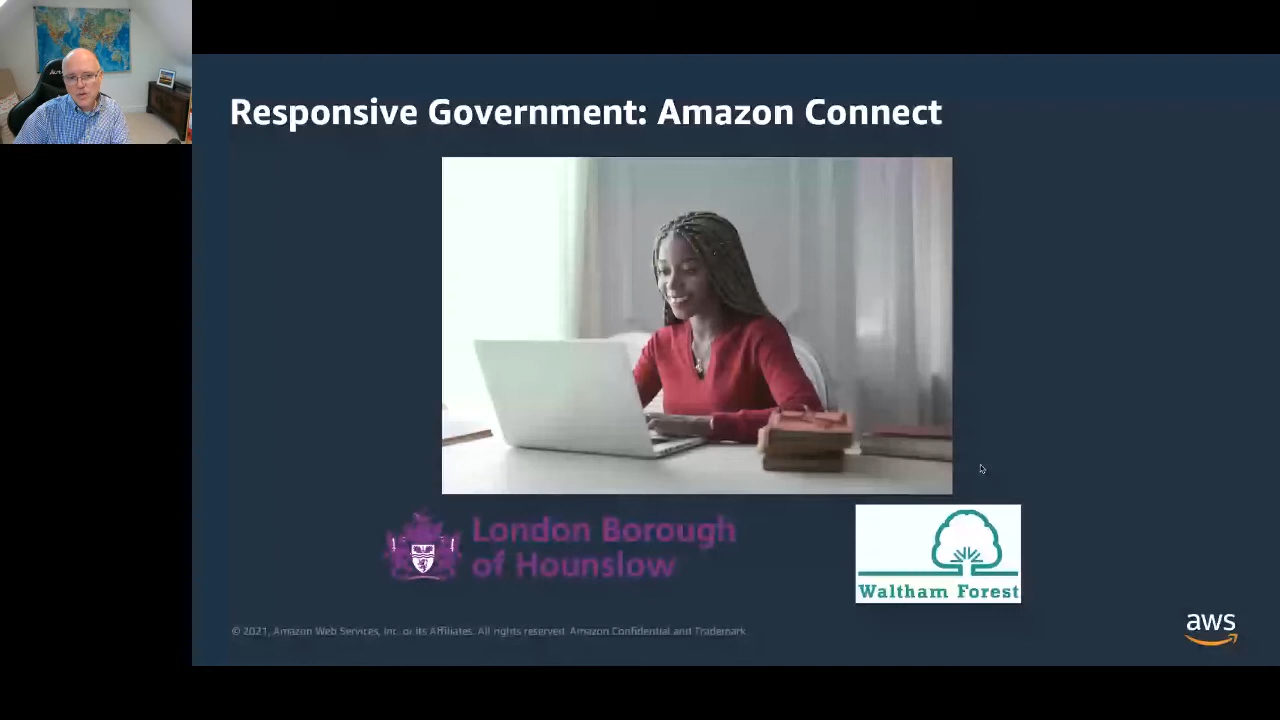 Responsive Government: Amazon Connect
London Borough
of Hounslow
Waltham Forest
© 2021, Amazon Web Services, Inc. or its Affiliates. All rights reserved. Amazon Confidential and Trademark.
aws